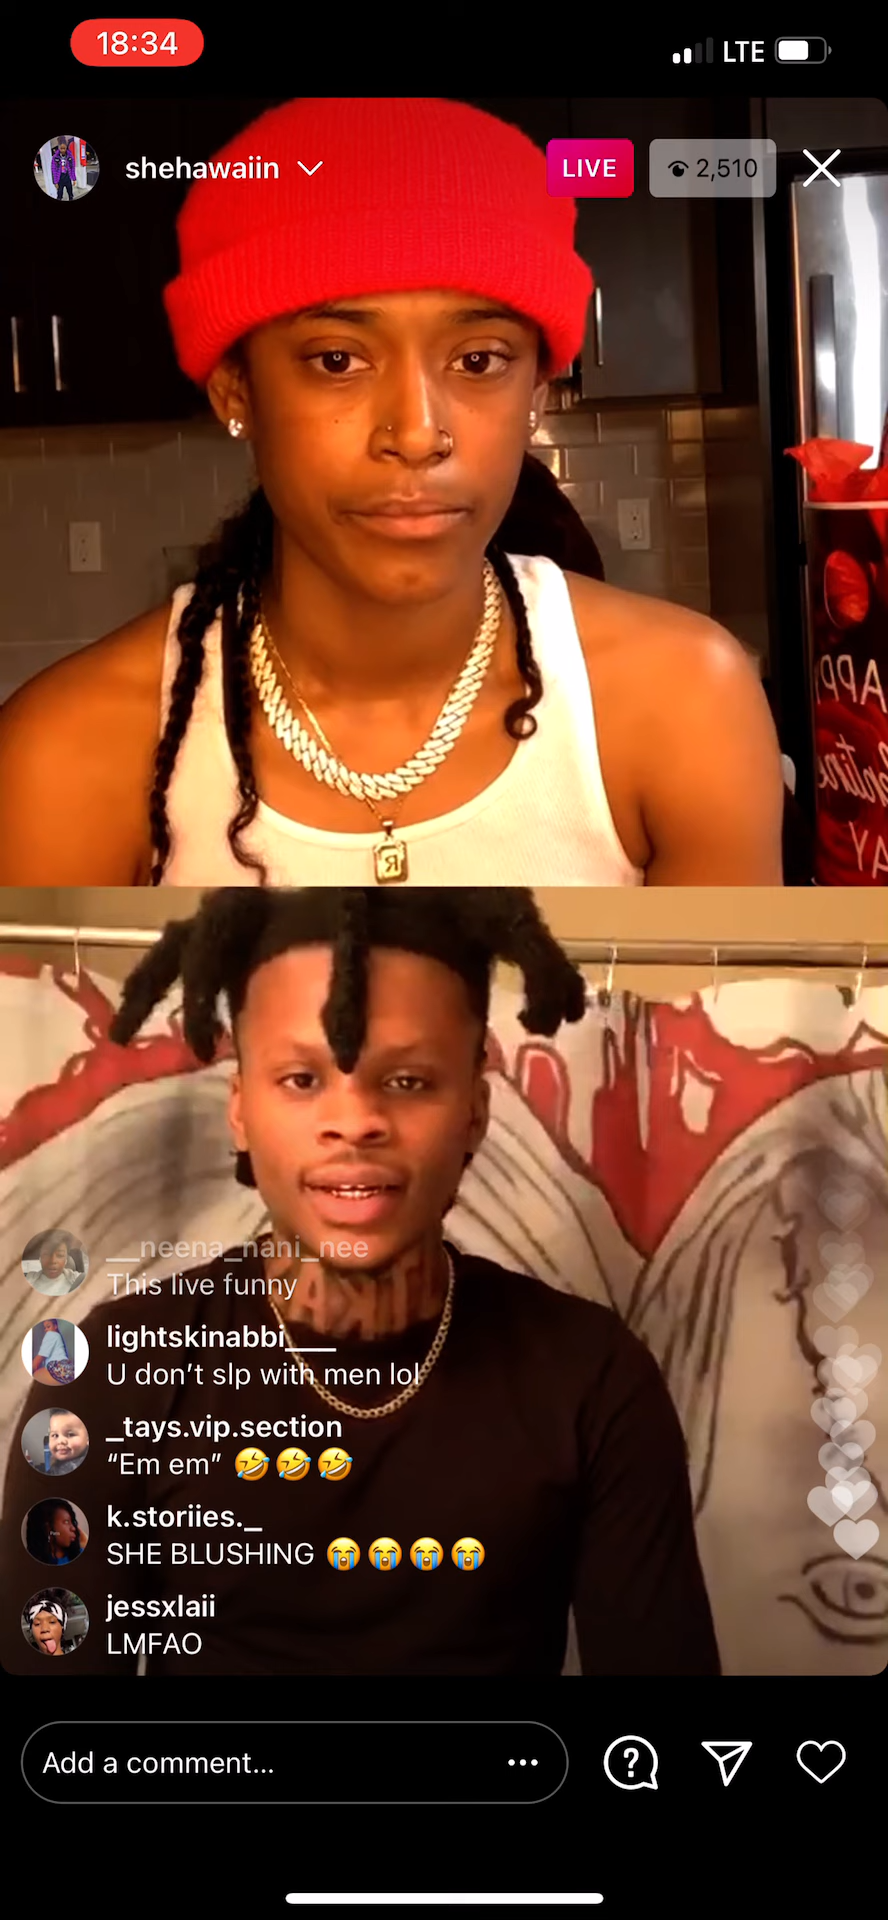 18:34
LTE
shehawaiin
LIVE
2,510
__neena_nani_nee
This live funny
lightskinabbi___
U don’t slp with men lol
_tays.vip.section
“Em em” 🤣🤣🤣
k.storiies._
SHE BLUSHING 😭😭😭😭
jessxlaii
LMFAO
Add a comment...